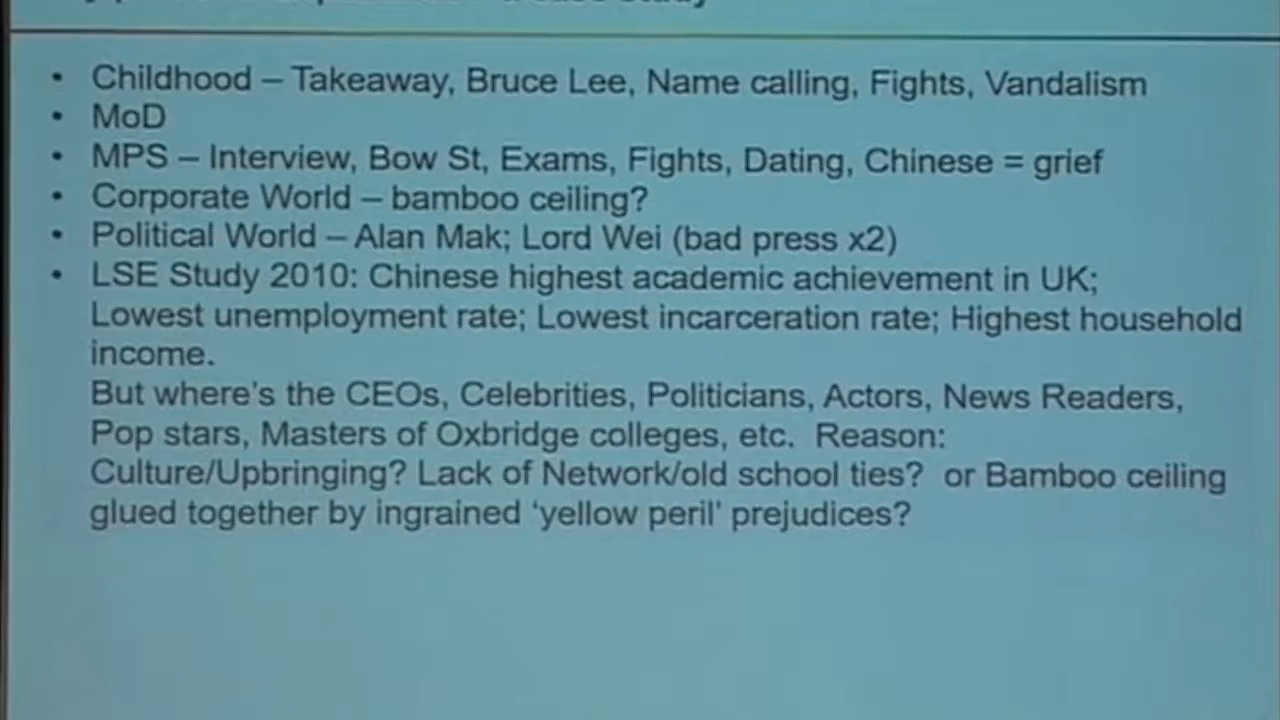 • Childhood – Takeaway, Bruce Lee, Name calling, Fights, Vandalism
• MoD
• MPS – Interview, Bow St, Exams, Fights, Dating, Chinese = grief
• Corporate World – bamboo ceiling?
• Political World – Alan Mak; Lord Wei (bad press x2)
• LSE Study 2010: Chinese highest academic achievement in UK;
Lowest unemployment rate; Lowest incarceration rate; Highest household
income.
But where's the CEOs, Celebrities, Politicians, Actors, News Readers,
Pop stars, Masters of Oxbridge colleges, etc.  Reason:
Culture/Upbringing? Lack of Network/old school ties?  or Bamboo ceiling
glued together by ingrained ‘yellow peril’ prejudices?